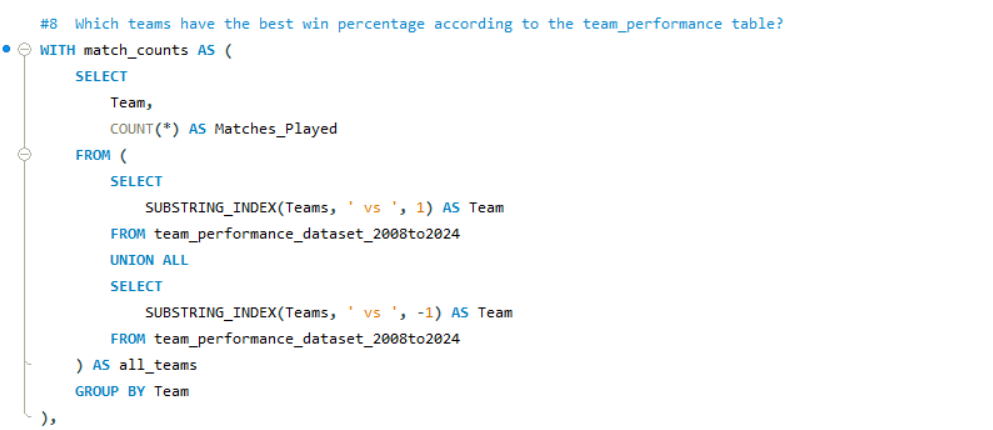 #8  Which teams have the best win percentage according to the team_performance table?
WITH match_counts AS (
    SELECT
        Team,
        COUNT(*) AS Matches_Played
    FROM (
        SELECT
            SUBSTRING_INDEX(Teams, ' vs ', 1) AS Team
        FROM team_performance_dataset_2008to2024
        UNION ALL
        SELECT
            SUBSTRING_INDEX(Teams, ' vs ', -1) AS Team
        FROM team_performance_dataset_2008to2024
    ) AS all_teams
    GROUP BY Team
),